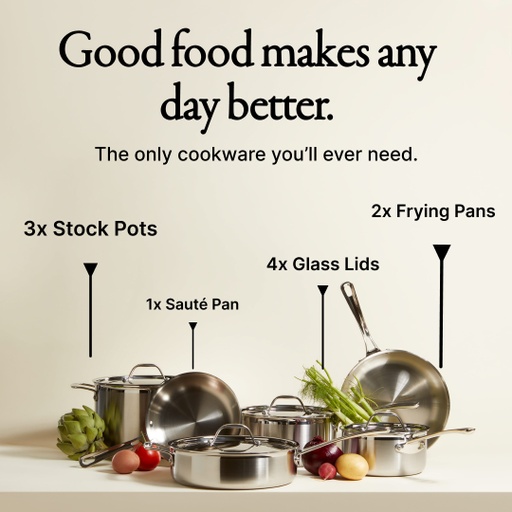 Good food makes any
day better.
The only cookware you’ll ever need.
2x Frying Pans
3x Stock Pots
4x Glass Lids
1x Sauté Pan